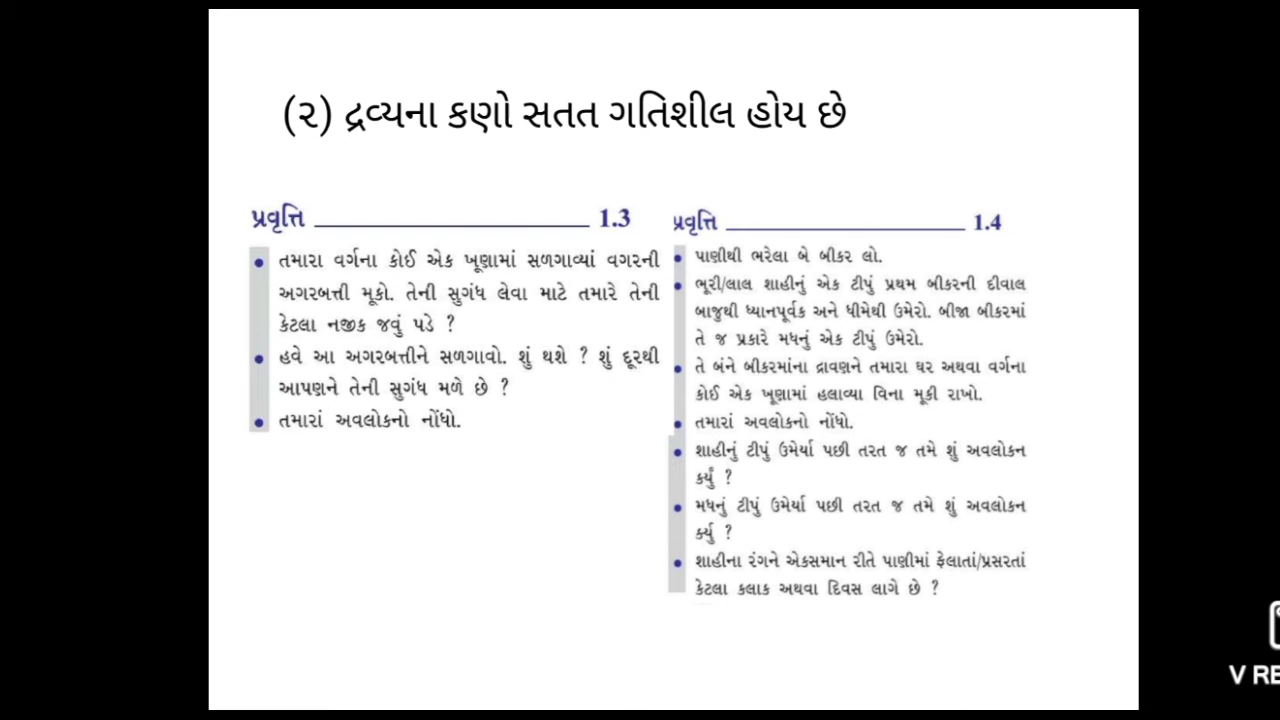 (૨) દ્રવ્યના કણો સતત ગતિશીલ હોય છે
પ્રવૃત્તિ 1.3
• તમારા વર્ગના કોઈ એક ખૂણામાં સળગાવ્યાં વગરની
અગરબત્તી મૂકો. તેની સુગંધ લેવા માટે તમારે તેની
કેટલા નજીક જવું પડે ?
• હવે આ અગરબત્તીને સળગાવો. શું થશે ? શું દૂરથી
આપણને તેની સુગંધ મળે છે ?
• તમારાં અવલોકનો નોંધો.
પ્રવૃત્તિ 1.4
• પાણીથી ભરેલા બે બીકર લો.
• ભૂરી/લાલ શાહીનું એક ટીપું પ્રથમ બીકરની દીવાલ
બાજુથી ધ્યાનપૂર્વક અને ધીમેથી ઉમેરો. બીજા બીકરમાં
તે જ પ્રકારે મધનું એક ટીપું ઉમેરો.
• તે બંને બીકરમાંના દ્રાવણને તમારા ઘર અથવા વર્ગના
કોઈ એક ખૂણામાં હલાવ્યા વિના મૂકી રાખો.
• તમારાં અવલોકનો નોંધો.
• શાહીનું ટીપું ઉમેર્યા પછી તરત જ તમે શું અવલોકન
કર્યું ?
• મધનું ટીપું ઉમેર્યા પછી તરત જ તમે શું અવલોકન
ર્ક્યુ ?
• શાહીના રંગને એકસમાન રીતે પાણીમાં ફેલાતાં/પ્રસરતાં
કેટલા કલાક અથવા દિવસ લાગે છે ?
V RE